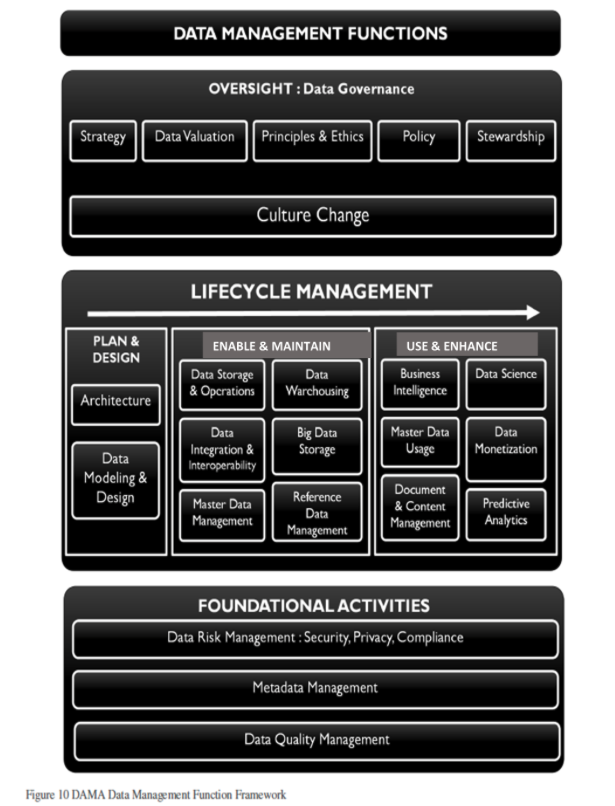 DATA MANAGEMENT FUNCTIONS
OVERSIGHT : Data Governance
Strategy
Data Valuation
Principles & Ethics
Policy
Stewardship
Culture Change
LIFECYCLE MANAGEMENT
PLAN &
DESIGN
Architecture
Data
Modeling &
Design
ENABLE & MAINTAIN
Data Storage
& Operations
Data
Warchousing
Data
Integration &
Interoperability
Big Data
Storage
Master Data
Management
Reference
Data
Management
USE & ENHANCE
Business
Intelligence
Data Science
Master Data
Usage
Data
Monetization
Document
& Content
Management
Predictive
Analytics
FOUNDATIONAL ACTIVITIES
Data Risk Management : Security, Privacy, Compliance
Metadata Management
Data Quality Management
Figure 10 DAMA Data Management Function Framework